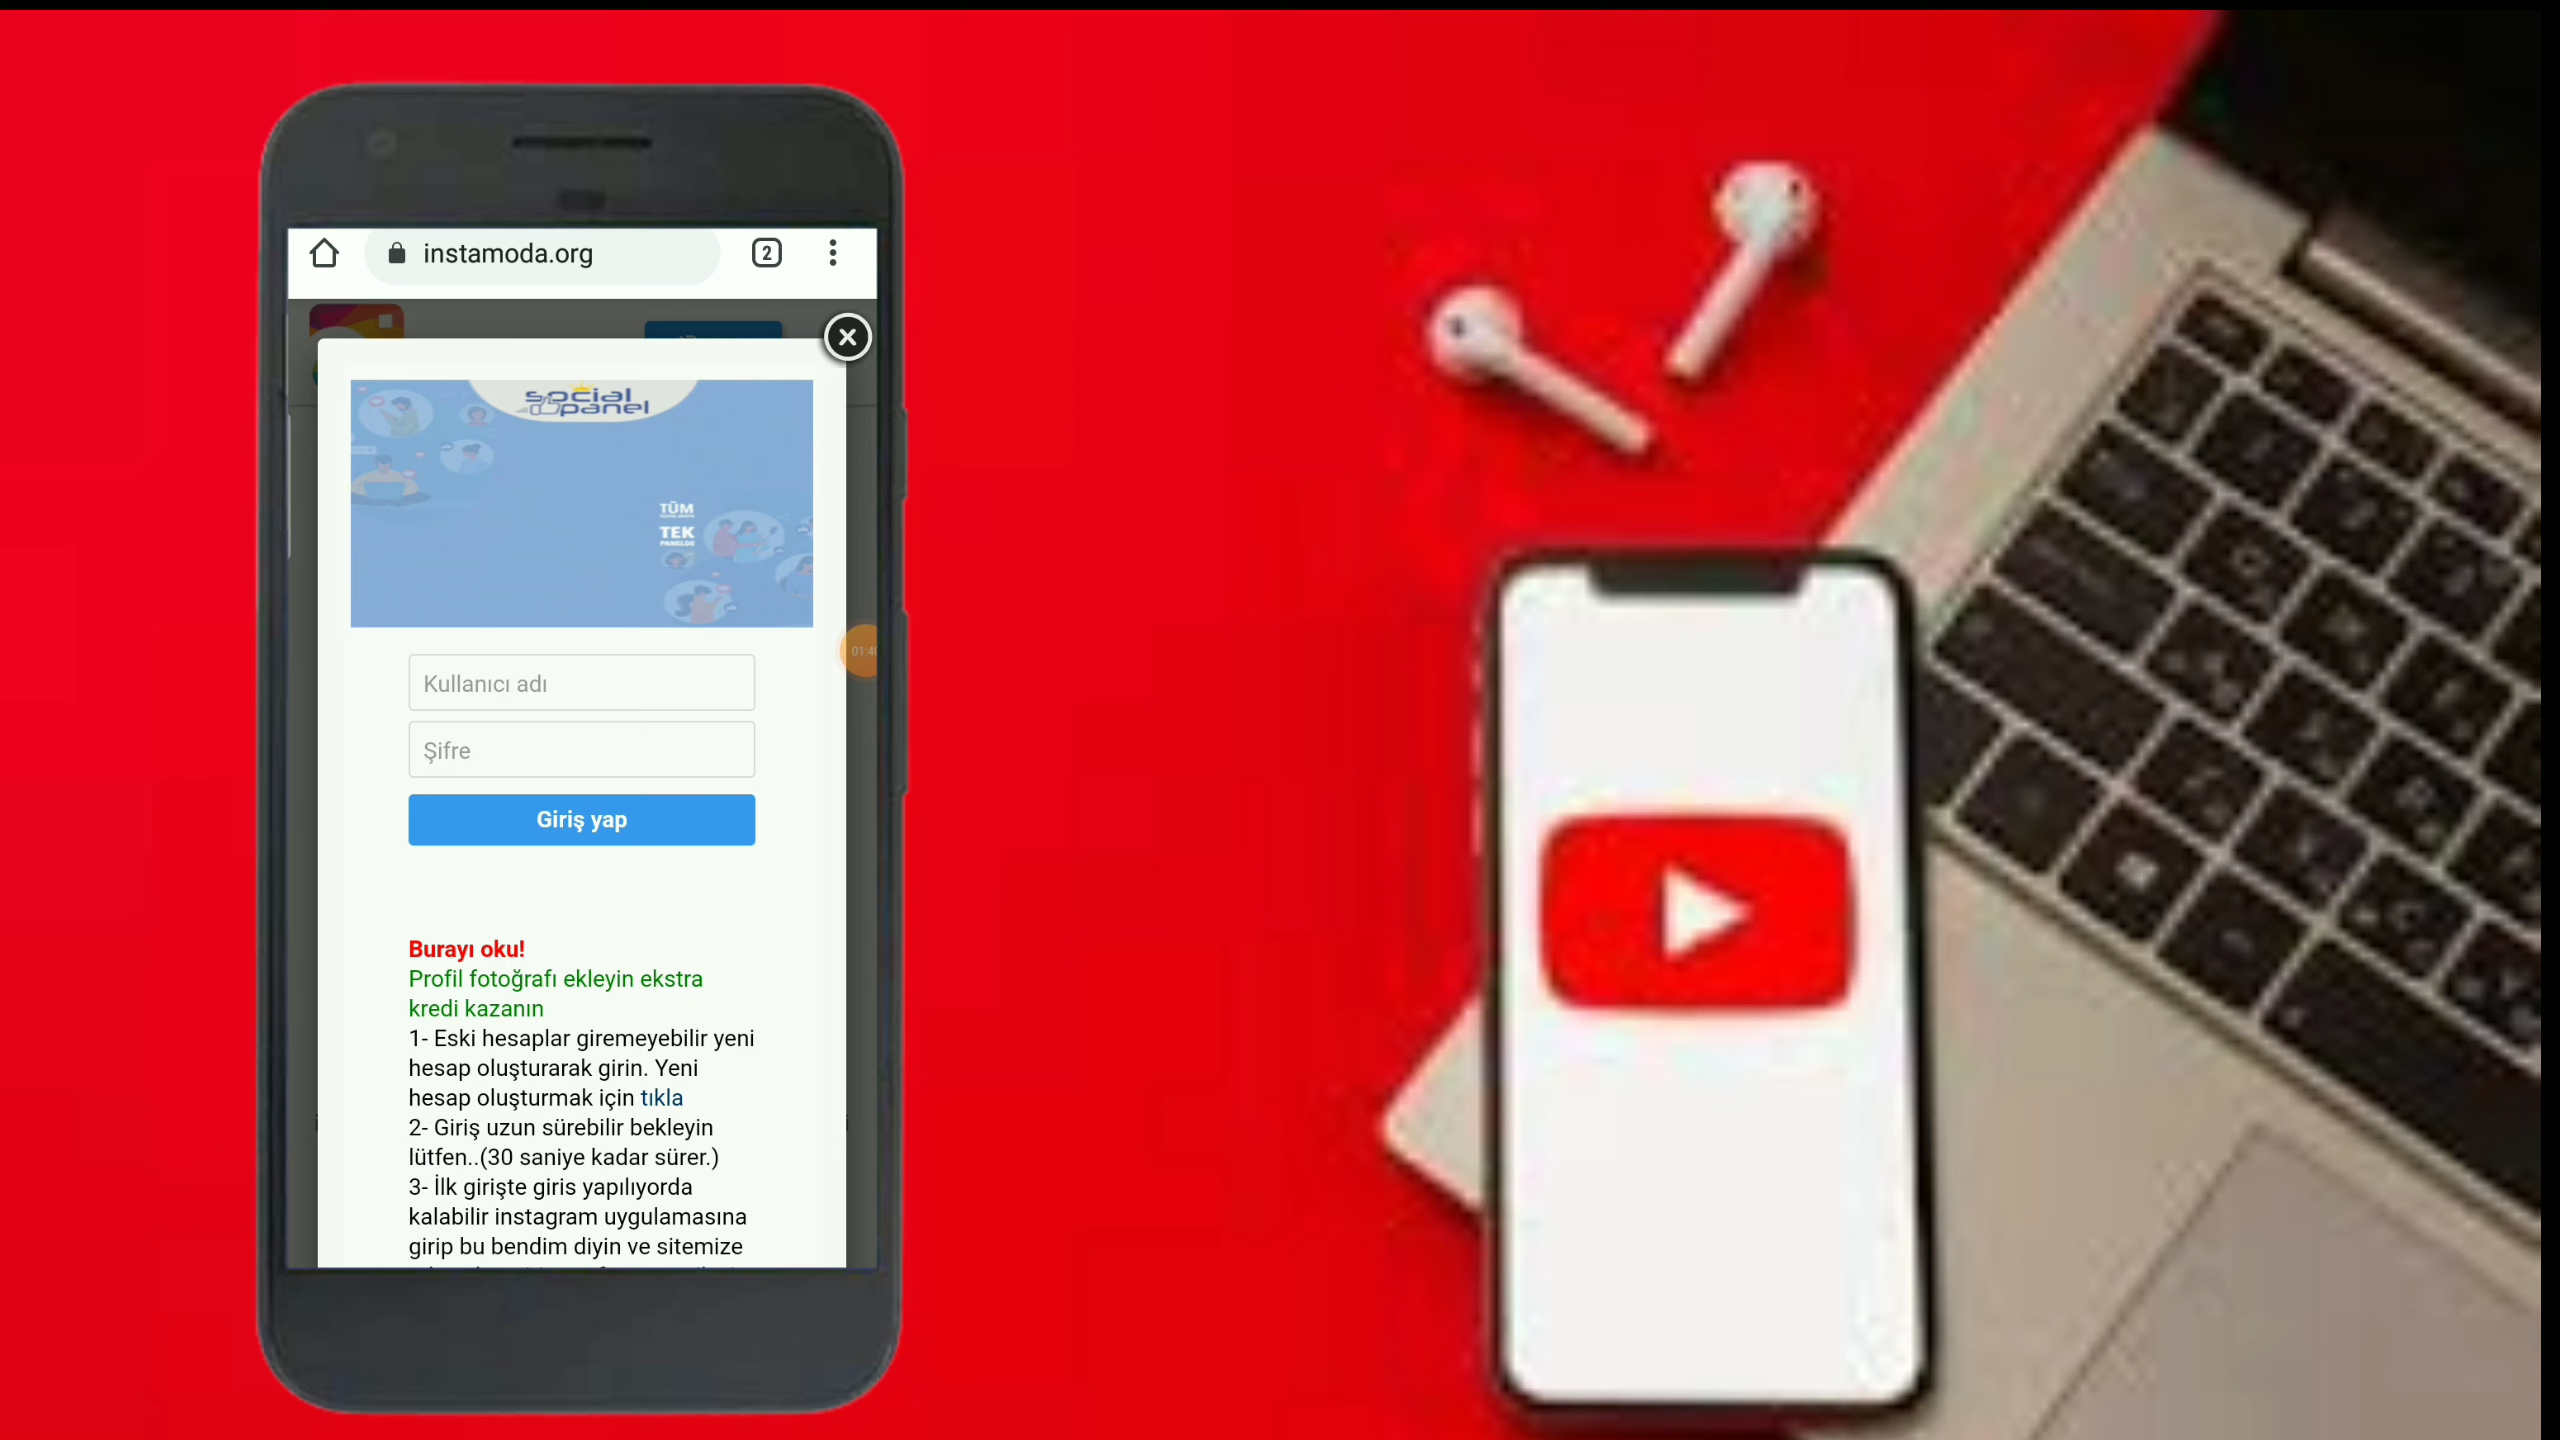 instamoda.org
2
social
panel
TÜM
TEK
PANELDE
01:40
Kullanıcı adı
Şifre
Giriş yap
Burayı oku!
Profil fotoğrafı ekleyin ekstra
kredi kazanın
1- Eski hesaplar giremeyebilir yeni
hesap oluşturarak girin. Yeni
hesap oluşturmak için tıkla
2- Giriş uzun sürebilir bekleyin
lütfen..(30 saniye kadar sürer.)
3- İlk girişte giris yapılıyorda
kalabilir instagram uygulamasına
girip bu bendim diyin ve sitemize